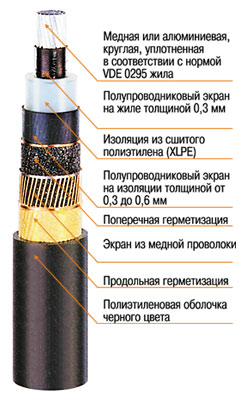 Медная или алюминиевая,
круглая, уплотненная
в соответствии с нормой
VDE 0295 жила
Полупроводниковый экран
на жиле толщиной 0,3 мм
Изоляция из сшитого
полиэтилена (XLPE)
Полупроводниковый экран
на изоляции толщиной от
0,3 до 0,6 мм
Поперечная герметизация
Экран из медной проволоки
Продольная герметизация
Полиэтиленовая оболочка
черного цвета